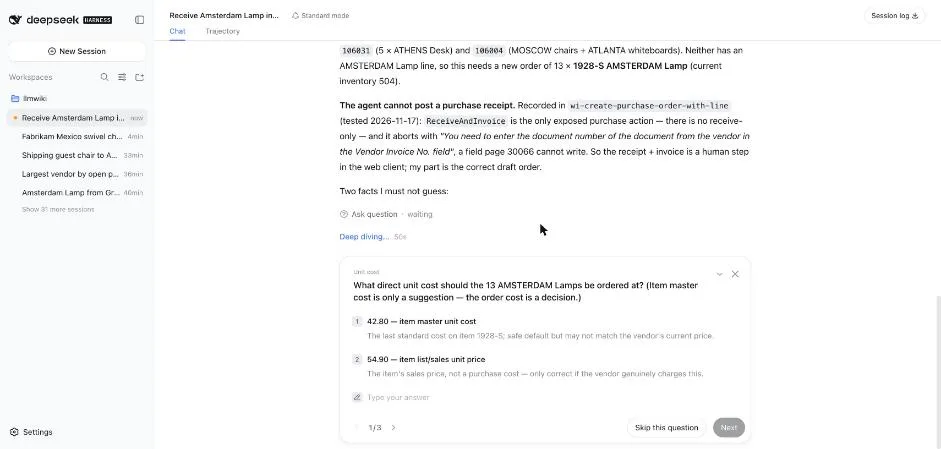 deepseek HARNESS
New Session
Workspaces
llmwiki
Receive Amsterdam Lamp i... now
Fabrikam Mexico swivel ch... 4min
Shipping guest chair to A... 33min
Largest vendor by open p... 36min
Amsterdam Lamp from Gr... 40min
Show 31 more sessions
Settings
Receive Amsterdam Lamp in... Standard mode
Session log
Chat Trajectory
106031 (5 × ATHENS Desk) and 106004 (MOSCOW chairs + ATLANTA whiteboards). Neither has an
AMSTERDAM Lamp line, so this needs a new order of 13 × 1928-S AMSTERDAM Lamp (current
inventory 504).
The agent cannot post a purchase receipt. Recorded in wi-create-purchase-order-with-line
(tested 2026-11-17): ReceiveAndInvoice is the only exposed purchase action — there is no receive-
only — and it aborts with "You need to enter the document number of the document from the vendor in
the Vendor Invoice No. field", a field page 30066 cannot write. So the receipt + invoice is a human step
in the web client; my part is the correct draft order.
Two facts I must not guess:
Ask question · waiting
Deep diving... 50s
Unit cost
What direct unit cost should the 13 AMSTERDAM Lamps be ordered at? (Item master
cost is only a suggestion — the order cost is a decision.)
1 42.80 — item master unit cost
The last standard cost on item 1928-S; safe default but may not match the vendor's current price.
2 54.90 — item list/sales unit price
The item's sales price, not a purchase cost — only correct if the vendor genuinely charges this.
Type your answer
1/3
Skip this question
Next